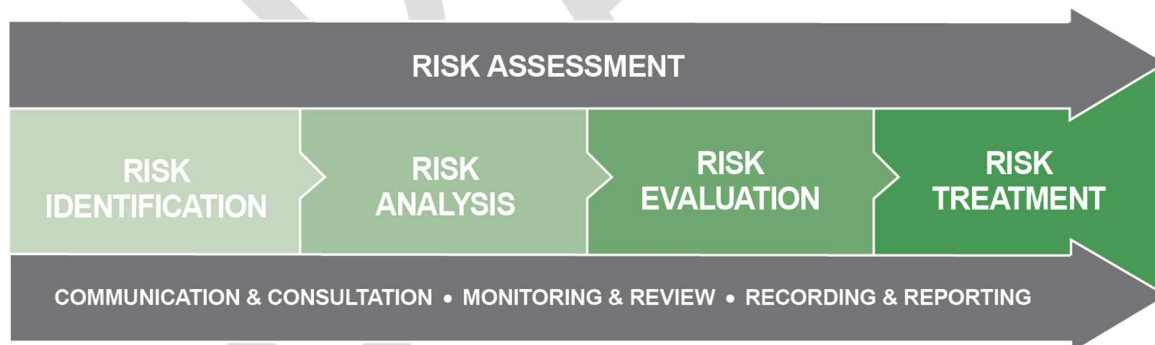 RISK ASSESSMENT
RISK
IDENTIFICATION
RISK
ANALYSIS
RISK
EVALUATION
RISK
TREATMENT
COMMUNICATION & CONSULTATION • MONITORING & REVIEW • RECORDING & REPORTING